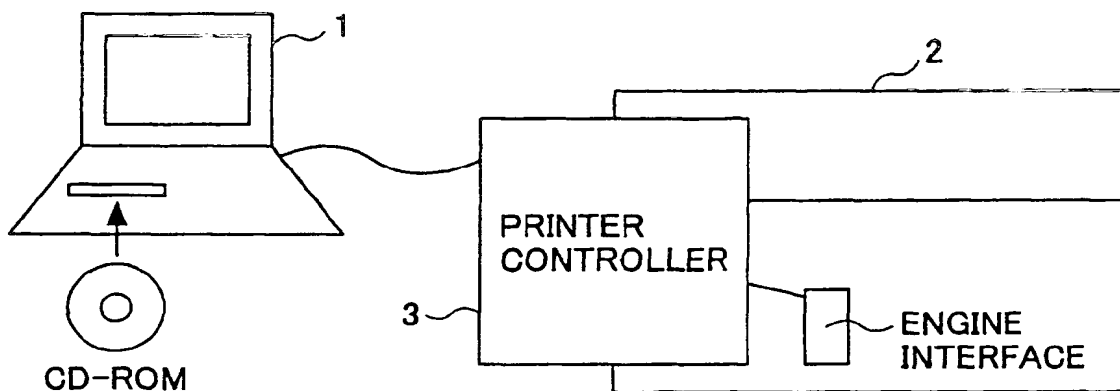 1
2
PRINTER
CONTROLLER
3
ENGINE
INTERFACE
CD-ROM